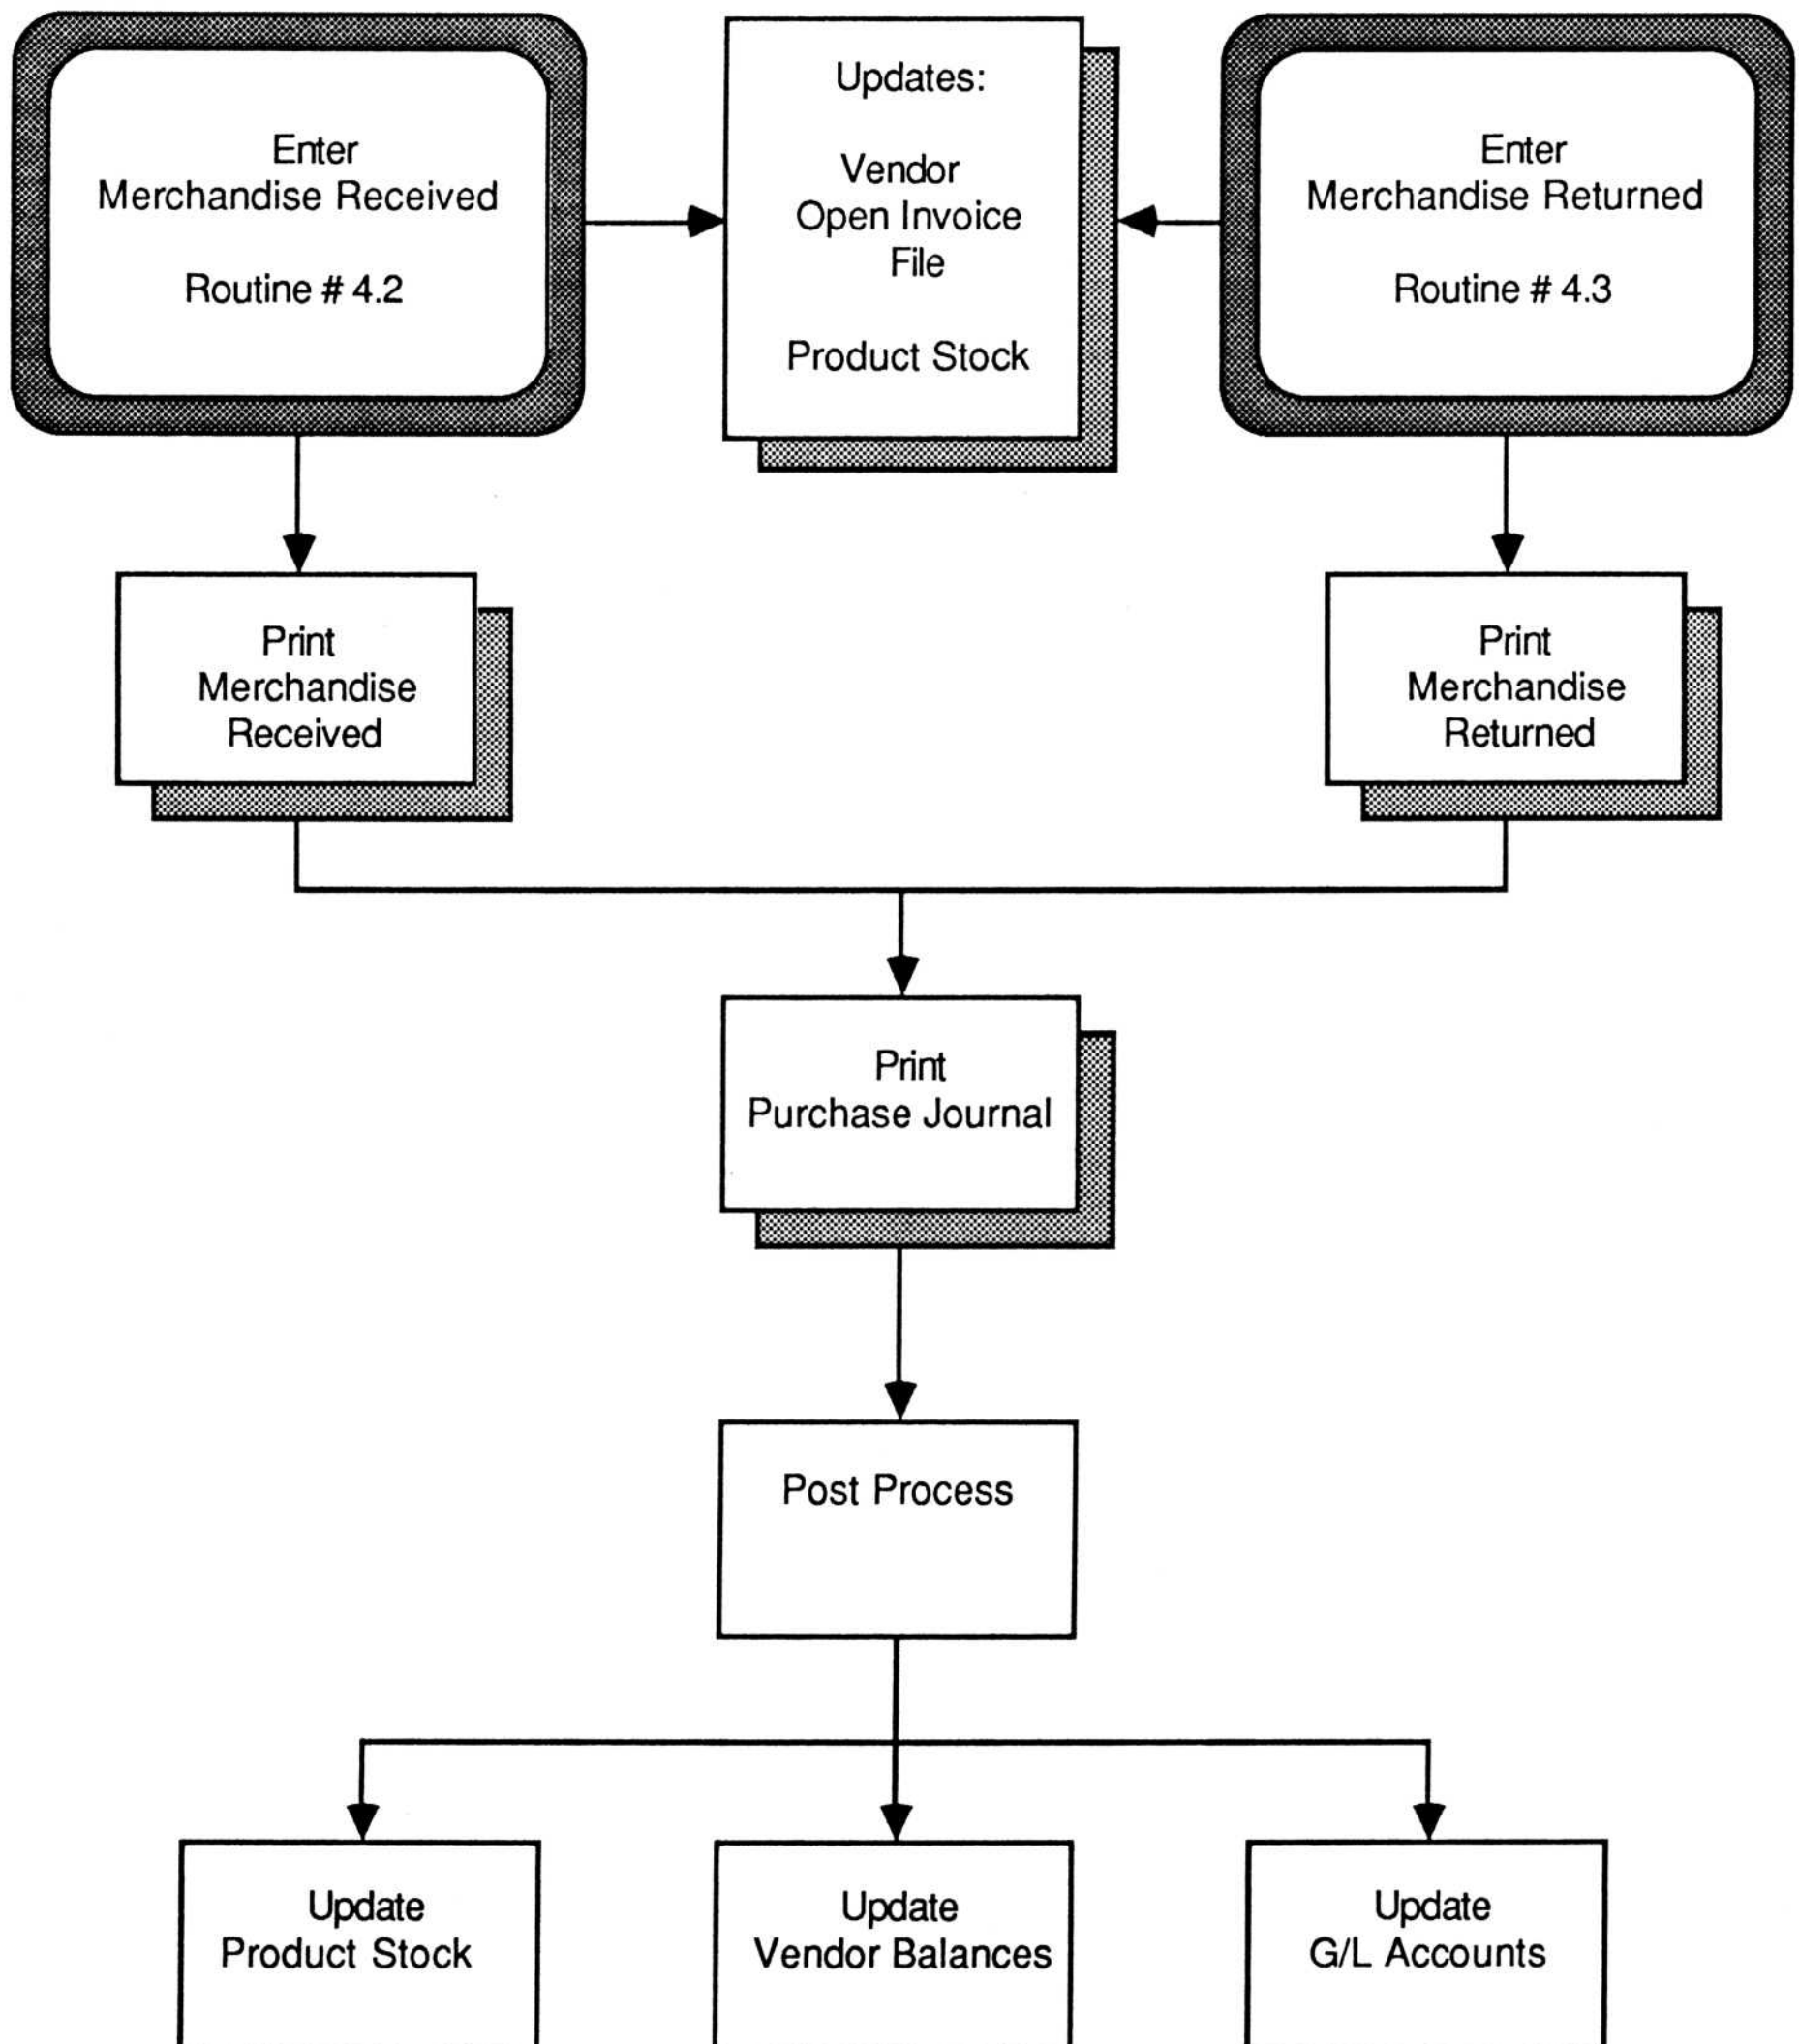 Enter
Merchandise Received
Routine # 4.2
Updates:
Vendor
Open Invoice
File
Product Stock
Enter
Merchandise Returned
Routine # 4.3
Print
Merchandise
Received
Print
Merchandise
Returned
Print
Purchase Journal
Post Process
Update
Product Stock
Update
Vendor Balances
Update
G/L Accounts